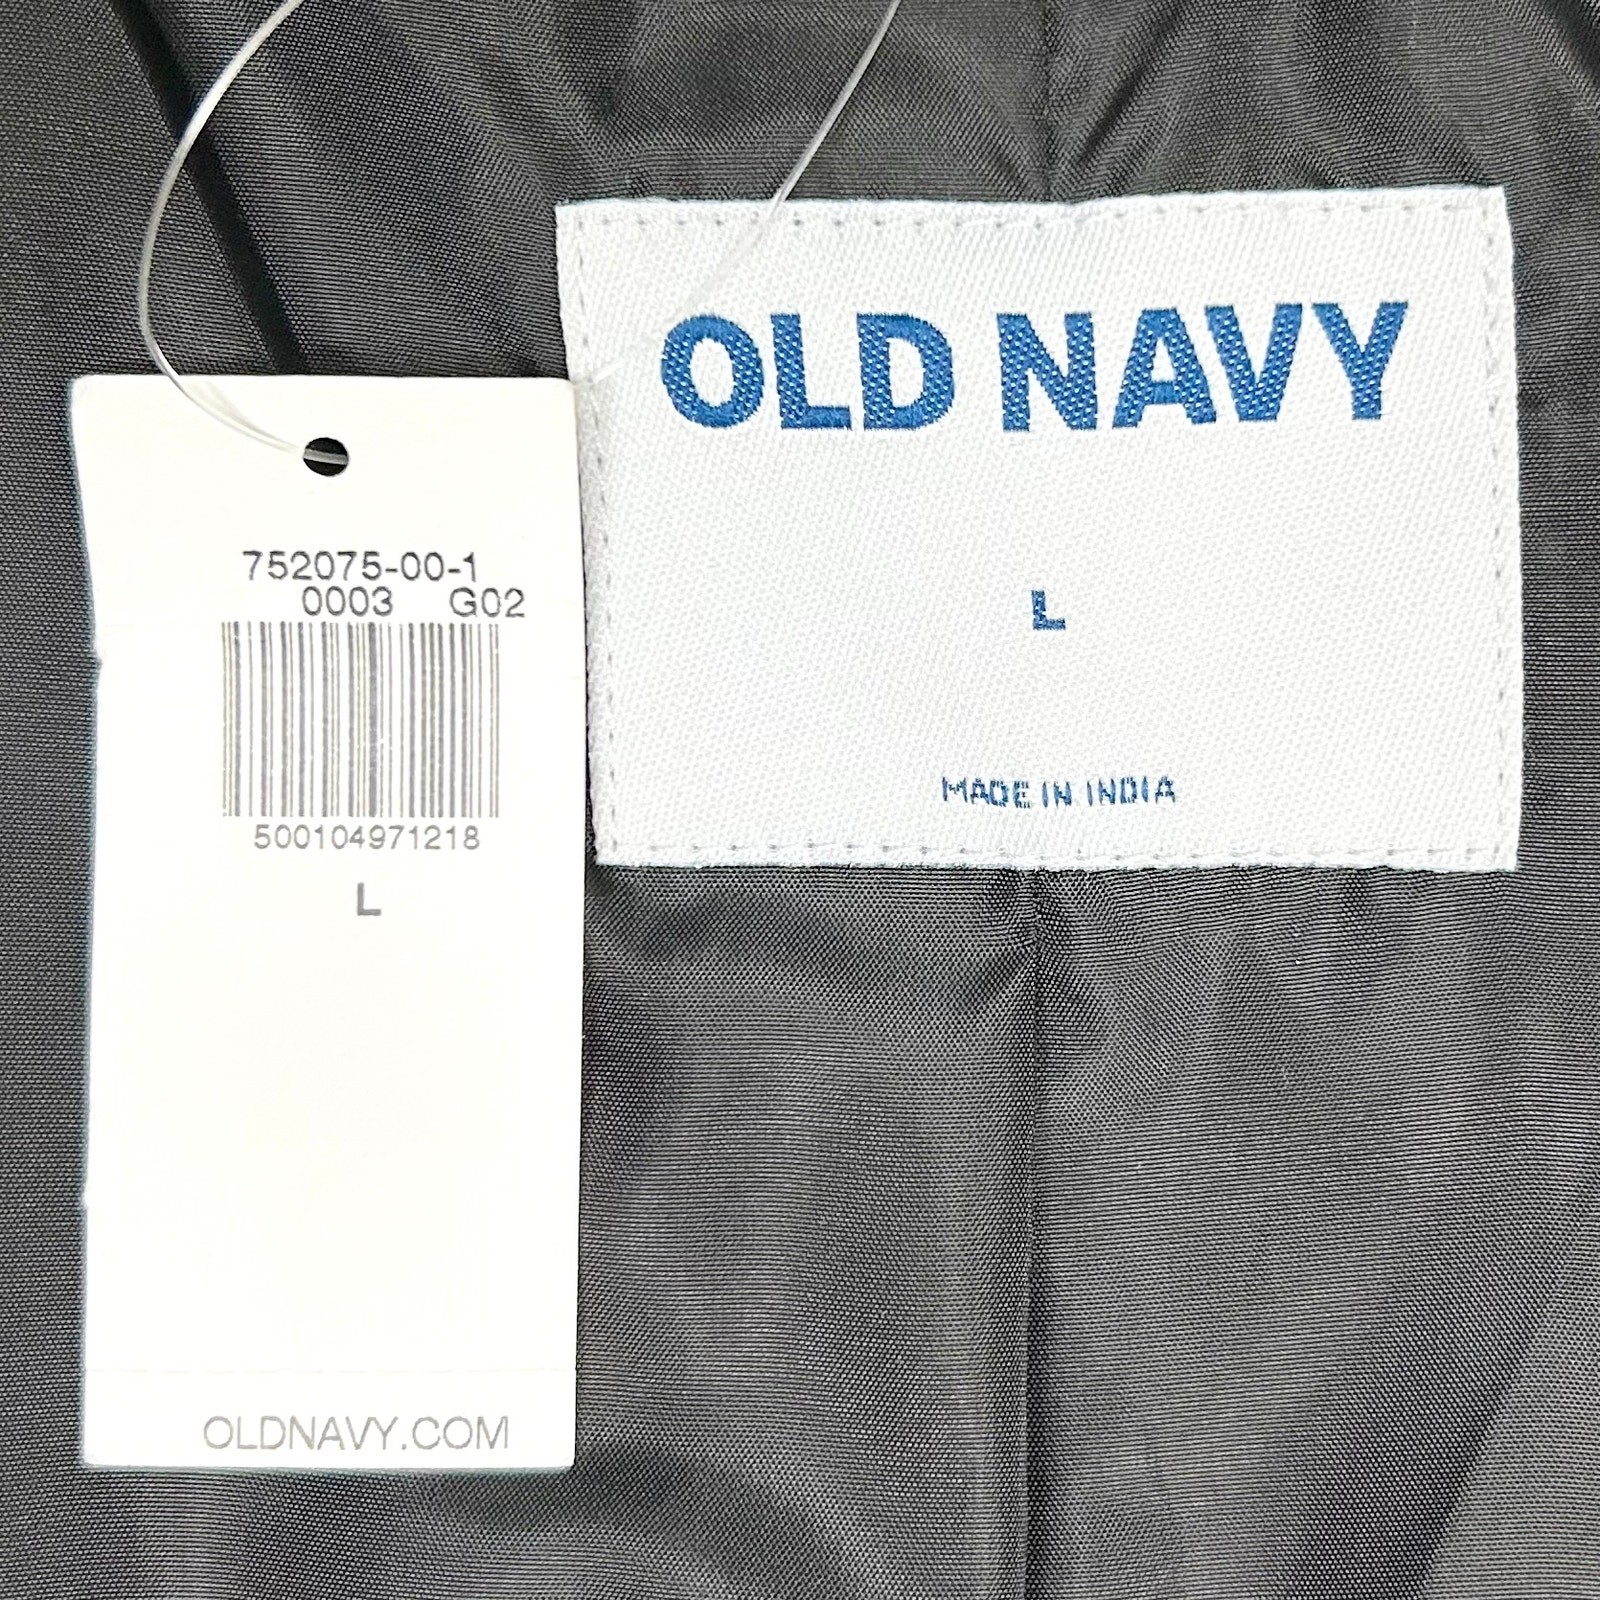 752075-00-1
0003 G02
500104971218
L
OLDNAVY.COM
OLD NAVY
L
MADE IN INDIA